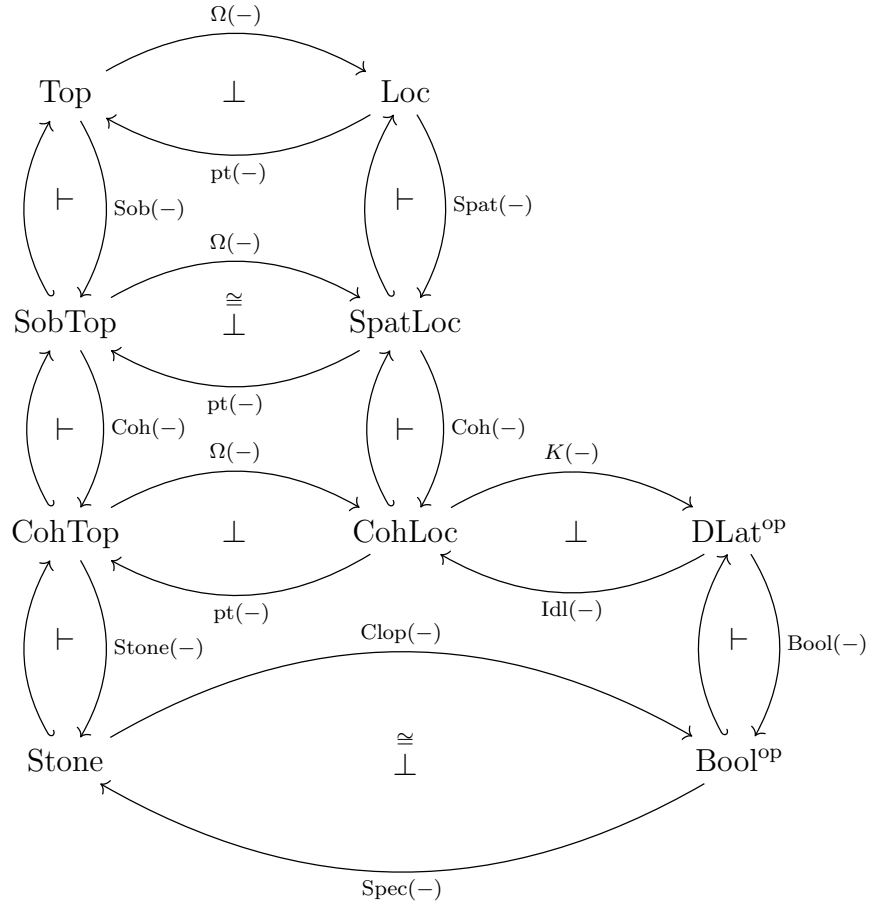 Ω(−)
Top ⊥ Loc
pt(−)
⊢ Sob(−) ⊢ Spat(−)
Ω(−)
≅
SobTop ⊥ SpatLoc
pt(−)
⊢ Coh(−) ⊢ Coh(−)
Ω(−) K(−)
CohTop ⊥ CohLoc ⊥ DLat^op
pt(−) Idl(−)
⊢ Stone(−) Clop(−) ⊢ Bool(−)
≅
Stone ⊥ Bool^op
Spec(−)